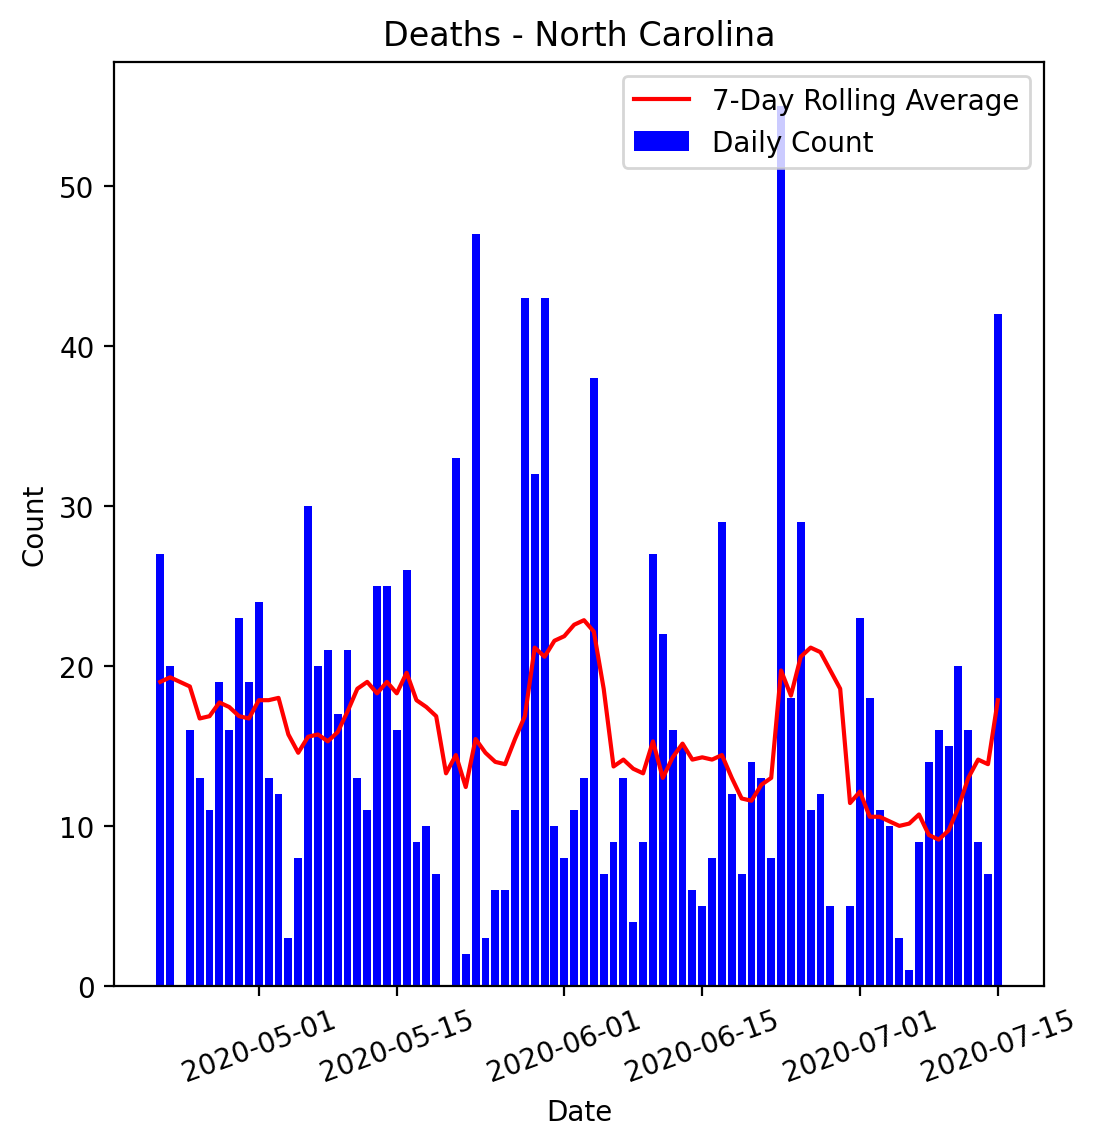 Deaths - North Carolina
7-Day Rolling Average
Daily Count
50
40
30
20
10
0
Count
2020-05-01
2020-05-15
2020-06-01
2020-06-15
2020-07-01
2020-07-15
Date